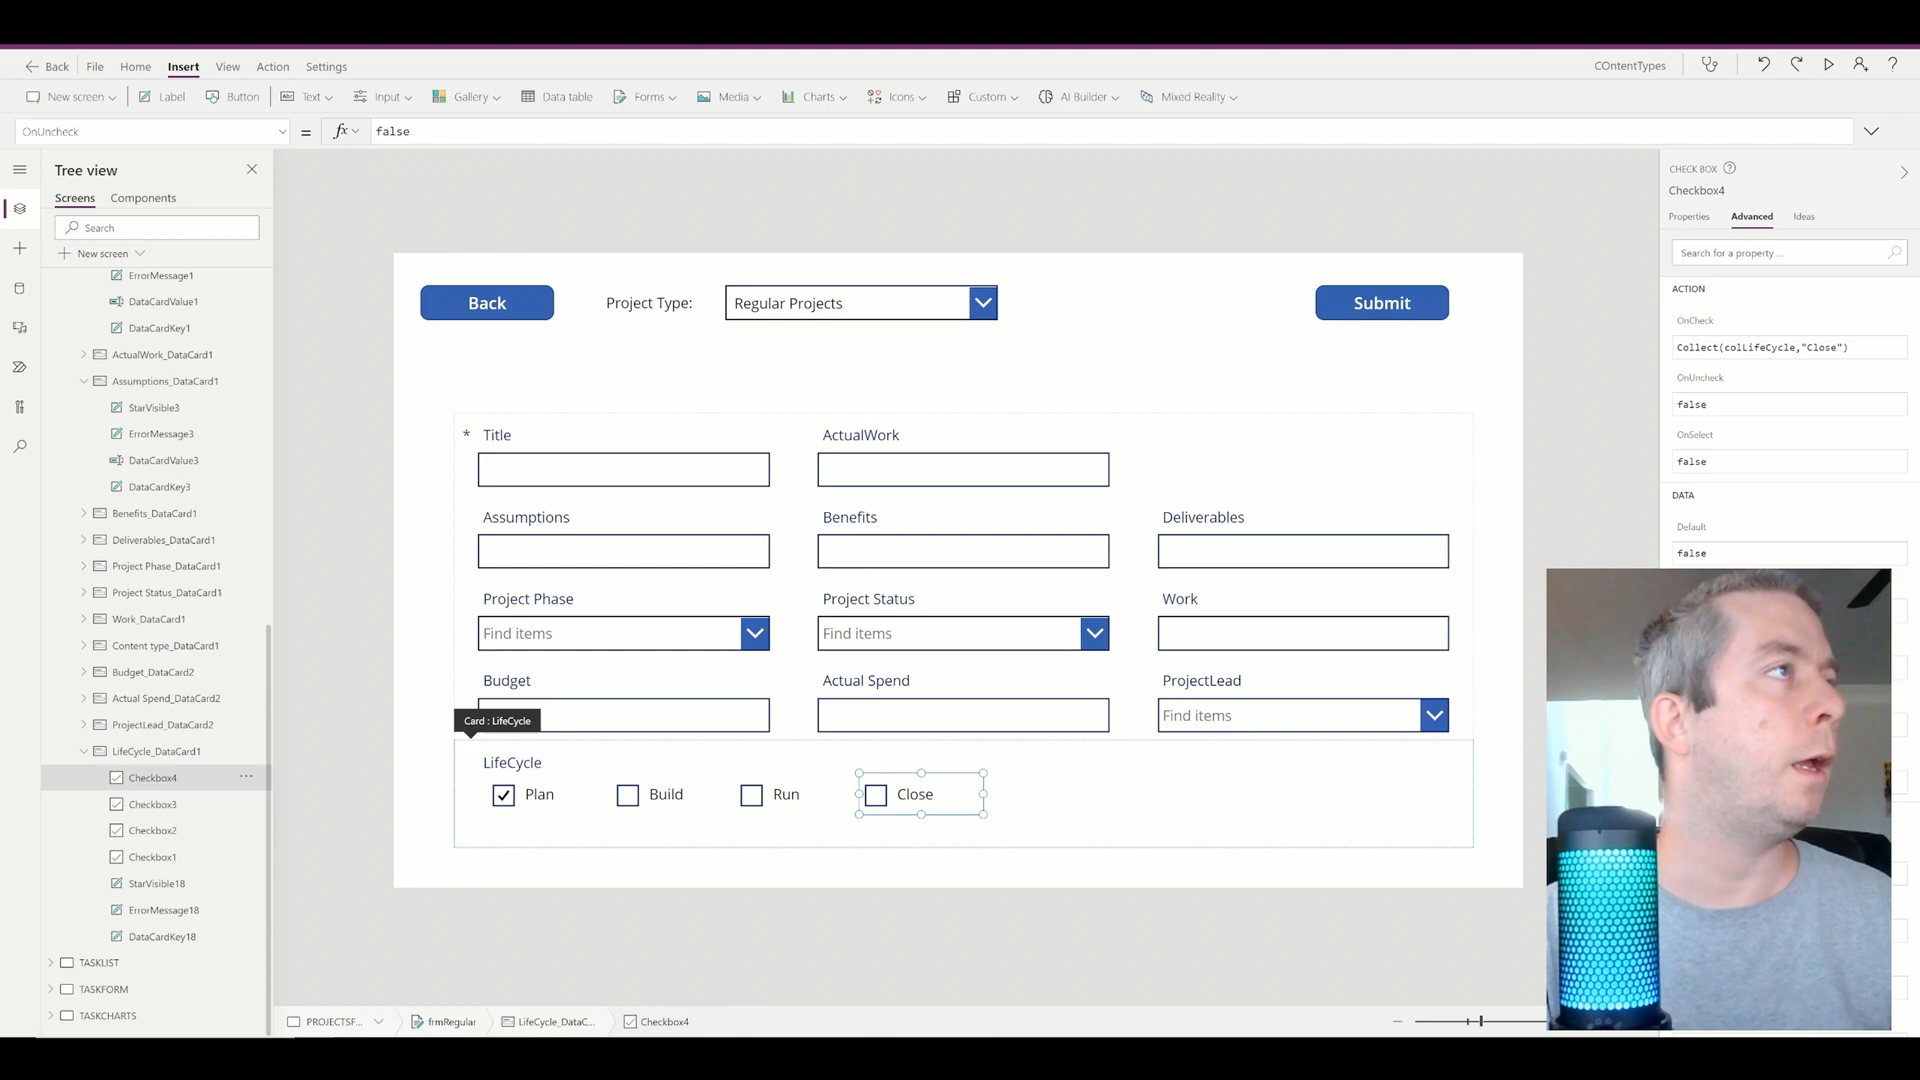 Back File Home Insert View Action Settings COntentTypes ?
New screen Label Button Text Input Gallery Data table Forms Media Charts Icons Custom AI Builder Mixed Reality
OnUncheck = fx false
Tree view
Screens Components
Search
New screen
ErrorMessage1
DataCardValue1
DataCardKey1
ActualWork_DataCard1
Assumptions_DataCard1
StarVisible3
ErrorMessage3
DataCardValue3
DataCardKey3
Benefits_DataCard1
Deliverables_DataCard1
Project Phase_DataCard1
Project Status_DataCard1
Work_DataCard1
Content type_DataCard1
Budget_DataCard2
Actual Spend_DataCard2
ProjectLead_DataCard2
LifeCycle_DataCard1
Checkbox4 ...
Checkbox3
Checkbox2
Checkbox1
StarVisible18
ErrorMessage18
DataCardKey18
TASKLIST
TASKFORM
TASKCHARTS
Back Project Type: Regular Projects Submit
* Title ActualWork
Assumptions Benefits Deliverables
Project Phase Project Status Work
Find items Find items
Budget Actual Spend ProjectLead
Find items
Card : LifeCycle
LifeCycle
Plan Build Run Close
PROJECTSF... frmRegular LifeCycle_DataC... Checkbox4
CHECK BOX ?
Checkbox4
Properties Advanced Ideas
Search for a property ...
ACTION
OnCheck
Collect(colLifeCycle,"Close")
OnUncheck
false
OnSelect
false
DATA
Default
false